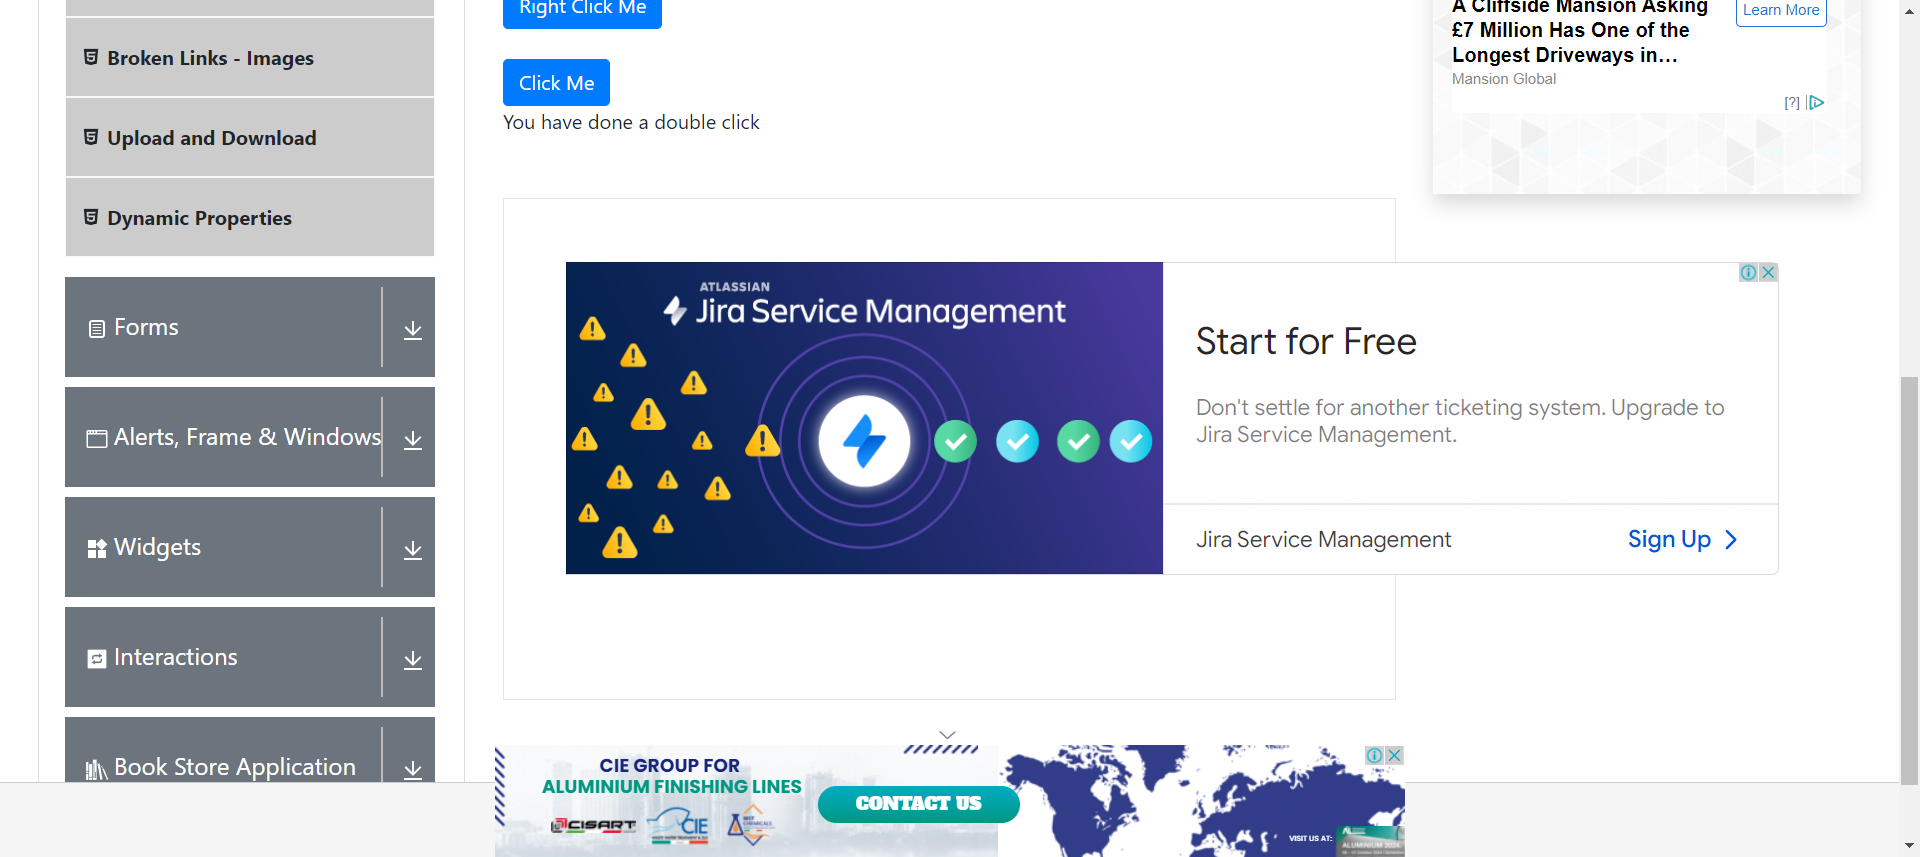 Right Click Me
Broken Links - Images
Click Me
You have done a double click
Upload and Download
Dynamic Properties
Forms
Alerts, Frame & Windows
Widgets
Interactions
Book Store Application
A Cliffside Mansion Asking
£7 Million Has One of the
Longest Driveways in...
Mansion Global
Learn More
[?]
ATLASSIAN
Jira Service Management
Start for Free
Don't settle for another ticketing system. Upgrade to
Jira Service Management.
Jira Service Management
Sign Up
CIE GROUP FOR
ALUMINIUM FINISHING LINES
CONTACT US
CISART
CIE
VISIT US AT:
ALUMINIUM 2024